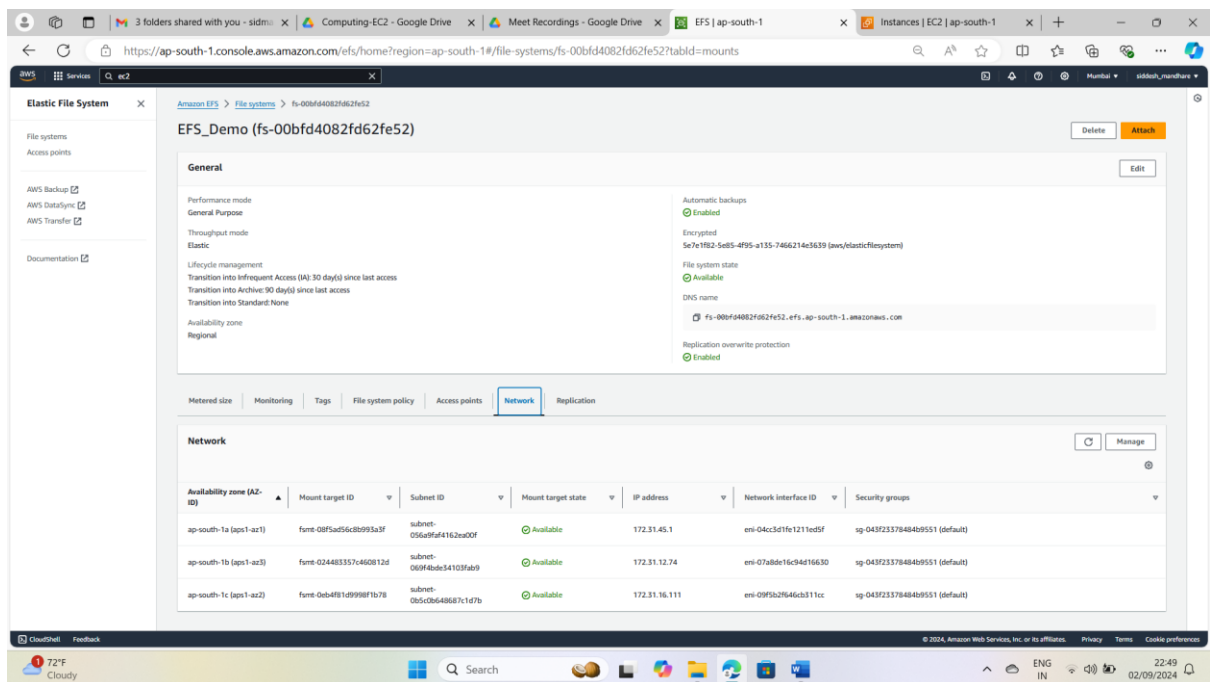 3 folders shared with you - sidma
Computing-EC2 - Google Drive
Meet Recordings - Google Drive
EFS | ap-south-1
Instances | EC2 | ap-south-1
https://ap-south-1.console.aws.amazon.com/efs/home?region=ap-south-1#/file-systems/fs-00bfd4082fd62fe52?tabId=mounts
aws Services ec2 Mumbai siddesh_mandhare
Elastic File System
File systems
Access points
AWS Backup
AWS DataSync
AWS Transfer
Documentation
Amazon EFS > File systems > fs-00bfd4082fd62fe52
EFS_Demo (fs-00bfd4082fd62fe52)
Delete Attach
General
Edit
Performance mode
General Purpose
Throughput mode
Elastic
Lifecycle management
Transition into Infrequent Access (IA): 30 day(s) since last access
Transition into Archive: 90 day(s) since last access
Transition into Standard: None
Availability zone
Regional
Automatic backups
Enabled
Encrypted
5e7e1f82-5e85-4f95-a135-7466214e3639 (aws/elasticfilesystem)
File system state
Available
DNS name
fs-00bfd4082fd62fe52.efs.ap-south-1.amazonaws.com
Replication overwrite protection
Enabled
Metered size Monitoring Tags File system policy Access points Network Replication
Network
Manage
Availability zone (AZ-ID) Mount target ID Subnet ID Mount target state IP address Network interface ID Security groups
ap-south-1a (aps1-az1) fsmt-08f5ad56c8b993a3f subnet-056a9faf4162ea00f Available 172.31.45.1 eni-04cc3d1fe1211ed5f sg-043f23378484b9551 (default)
ap-south-1b (aps1-az3) fsmt-024483357c460812d subnet-069f4bde34103fab9 Available 172.31.12.74 eni-07a8de16c94d16630 sg-043f23378484b9551 (default)
ap-south-1c (aps1-az2) fsmt-0eb4f81d9998f1b78 subnet-0b5c0b648687c1d7b Available 172.31.16.111 eni-09f5b2f646cb311cc sg-043f23378484b9551 (default)
CloudShell Feedback © 2024, Amazon Web Services, Inc. or its affiliates. Privacy Terms Cookie preferences
1
72°F
Cloudy
Search
ENG
IN
22:49
02/09/2024